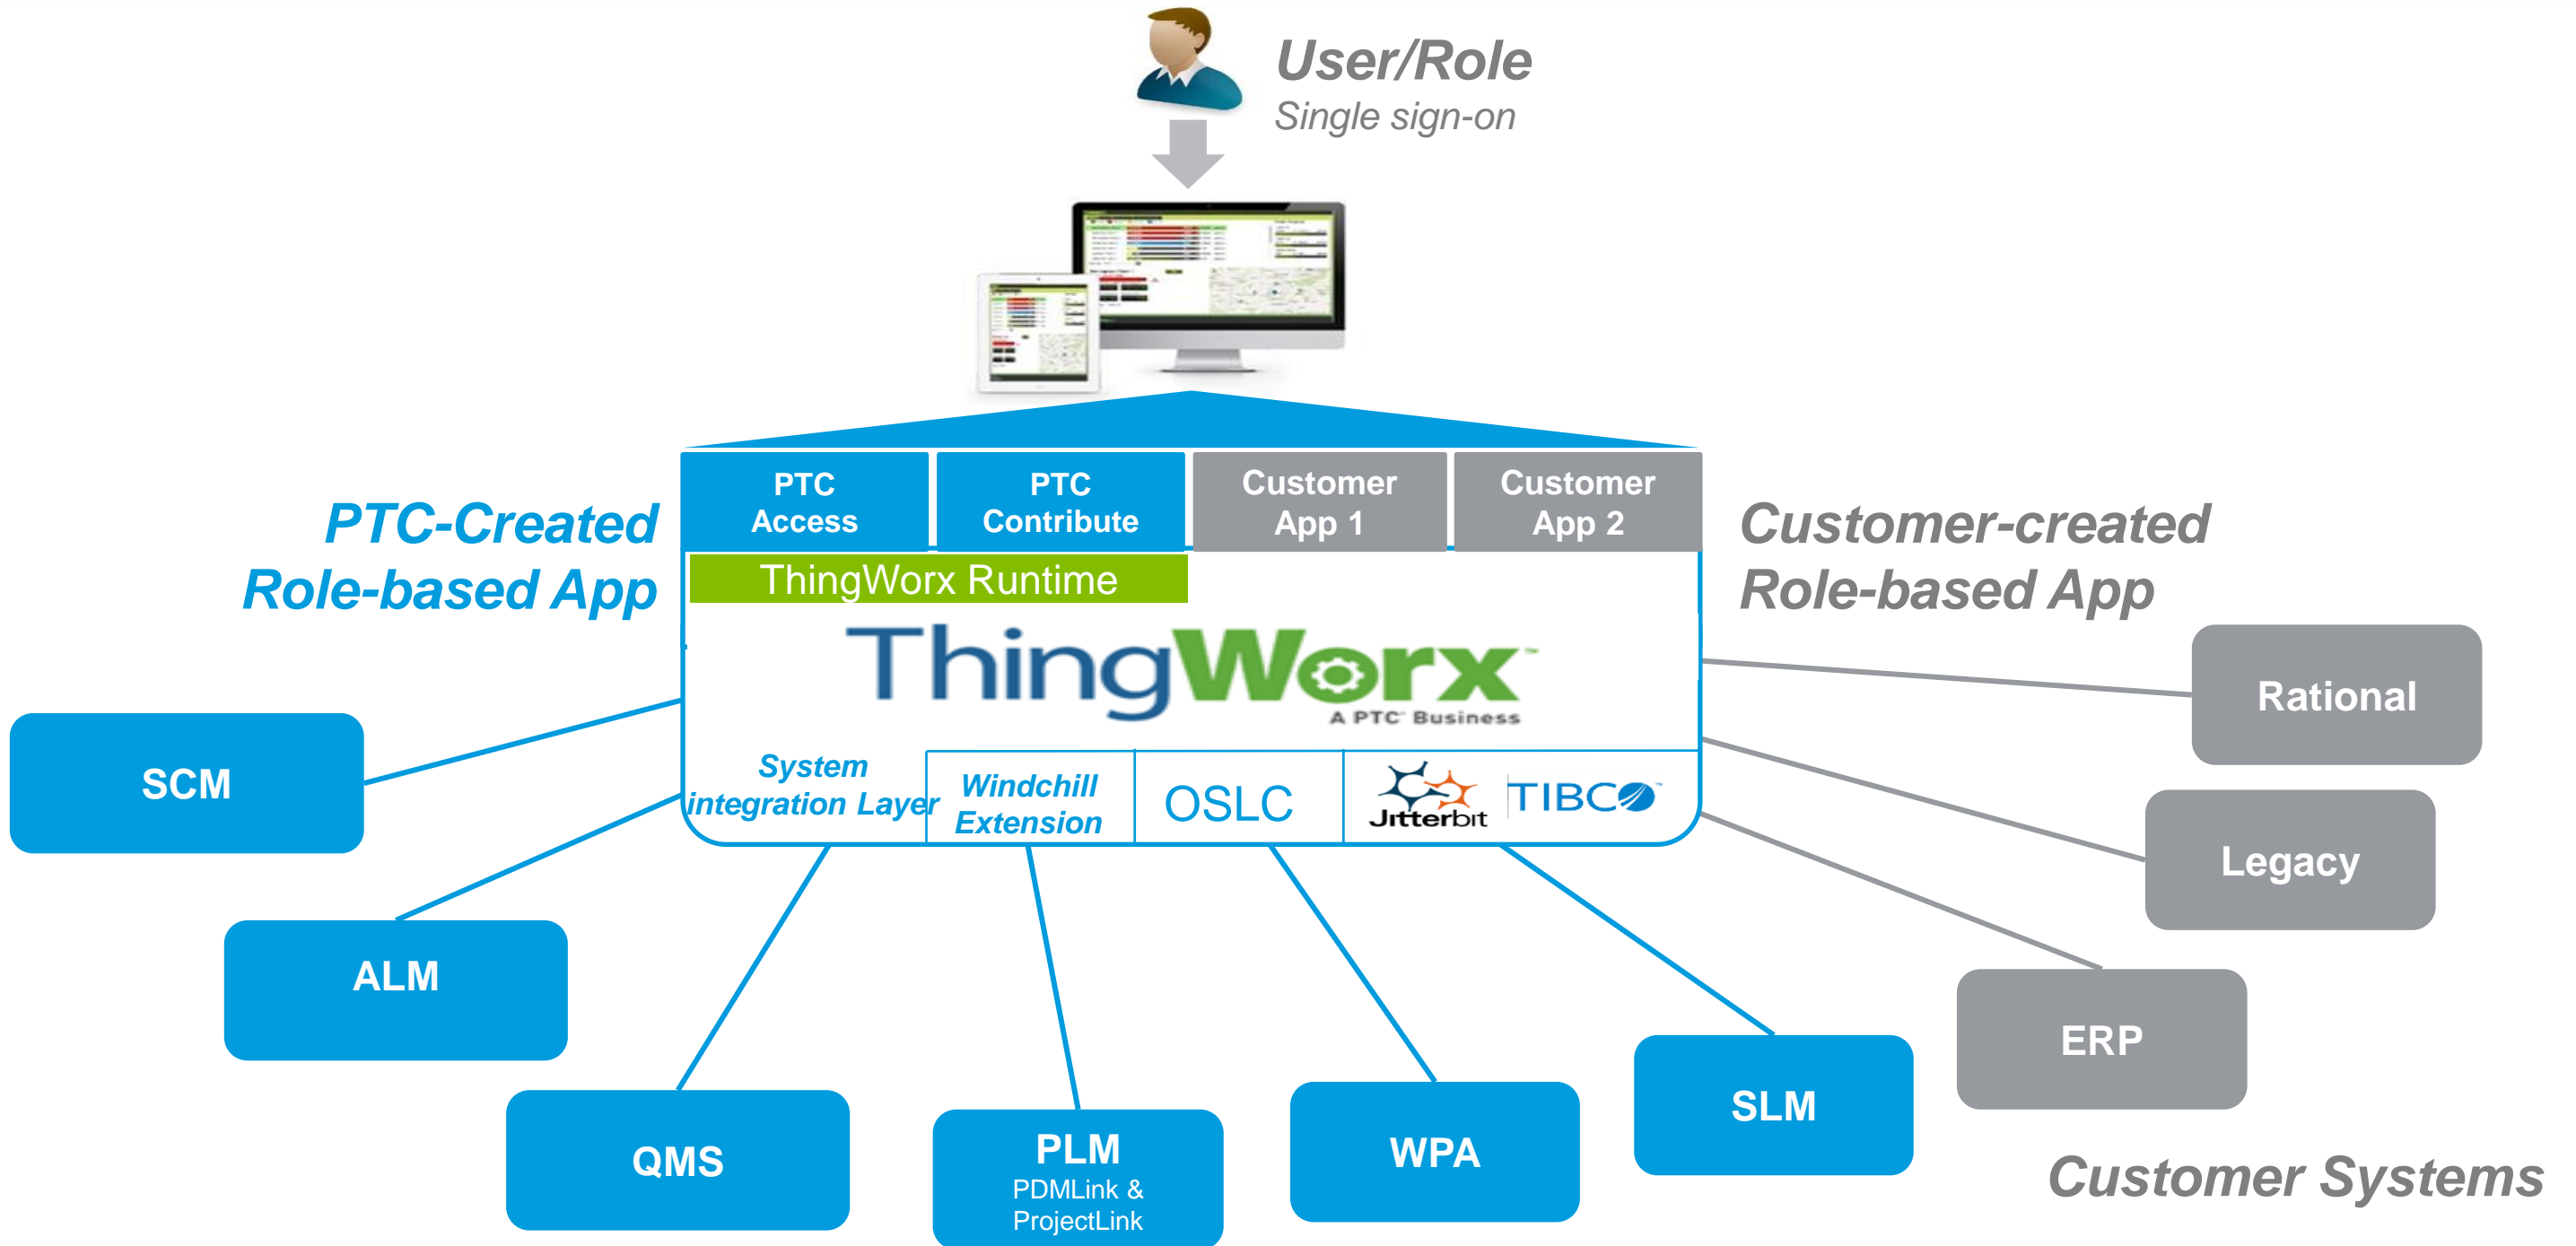 User/Role
Single sign-on
PTC
Access
PTC
Contribute
Customer
App 1
Customer
App 2
PTC-Created
Role-based App
Customer-created
Role-based App
ThingWorx Runtime
ThingWorx™
A PTC® Business
System
integration Layer
Windchill
Extension
OSLC
Jitterbit
TIBCO™
Rational
SCM
Legacy
ALM
ERP
QMS
PLM
PDMLink &
ProjectLink
WPA
SLM
Customer Systems